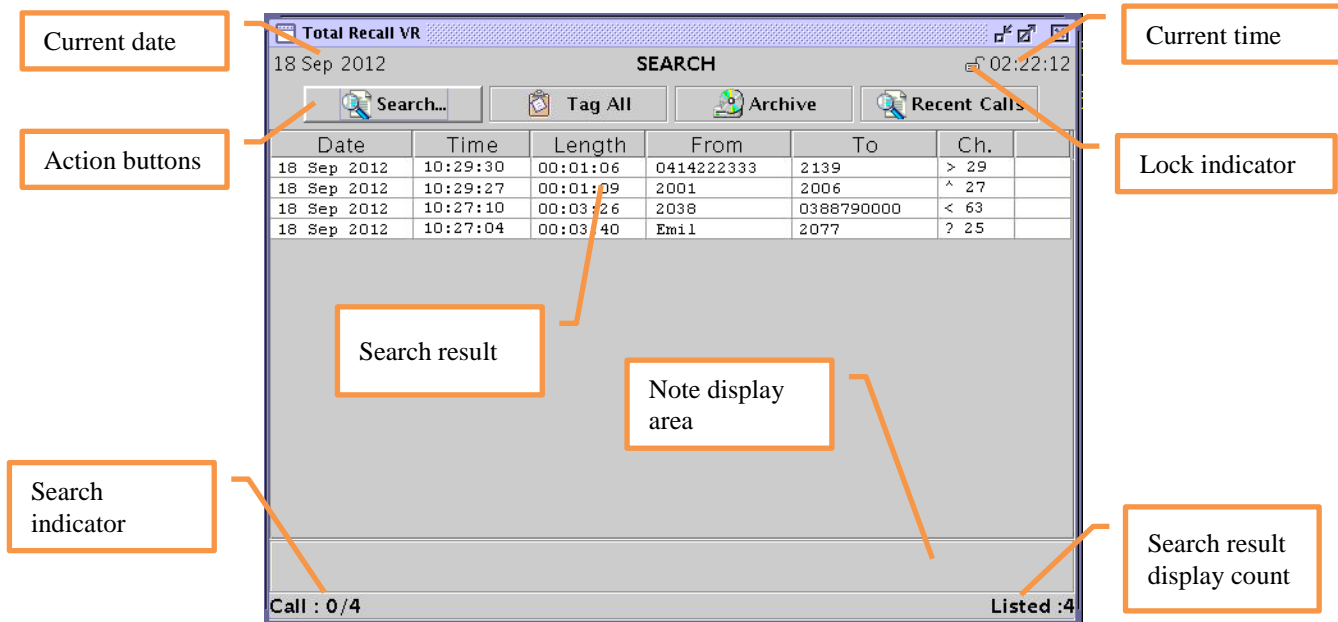 Current date
Total Recall VR
Current time
18 Sep 2012 SEARCH 02:22:12
Search... Tag All Archive Recent Calls
Action buttons
Lock indicator
Date Time Length From To Ch.
18 Sep 2012 10:29:30 00:01:06 0414222333 2139 > 29
18 Sep 2012 10:29:27 00:01:09 2001 2006 ^ 27
18 Sep 2012 10:27:10 00:03:26 2038 0388790000 < 63
18 Sep 2012 10:27:04 00:03:40 Emil 2077 ? 25
Search result
Note display
area
Search
indicator
Search result
display count
Call : 0/4 Listed :4